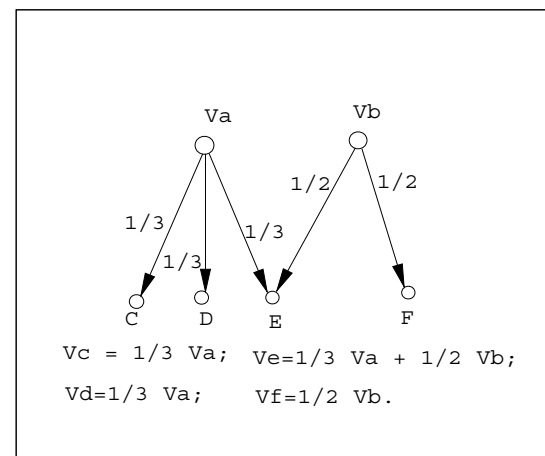 Va Vb
1/3 1/3 1/3 1/2 1/2
C D E F
Vc = 1/3 Va; Ve=1/3 Va + 1/2 Vb;
Vd=1/3 Va; Vf=1/2 Vb.